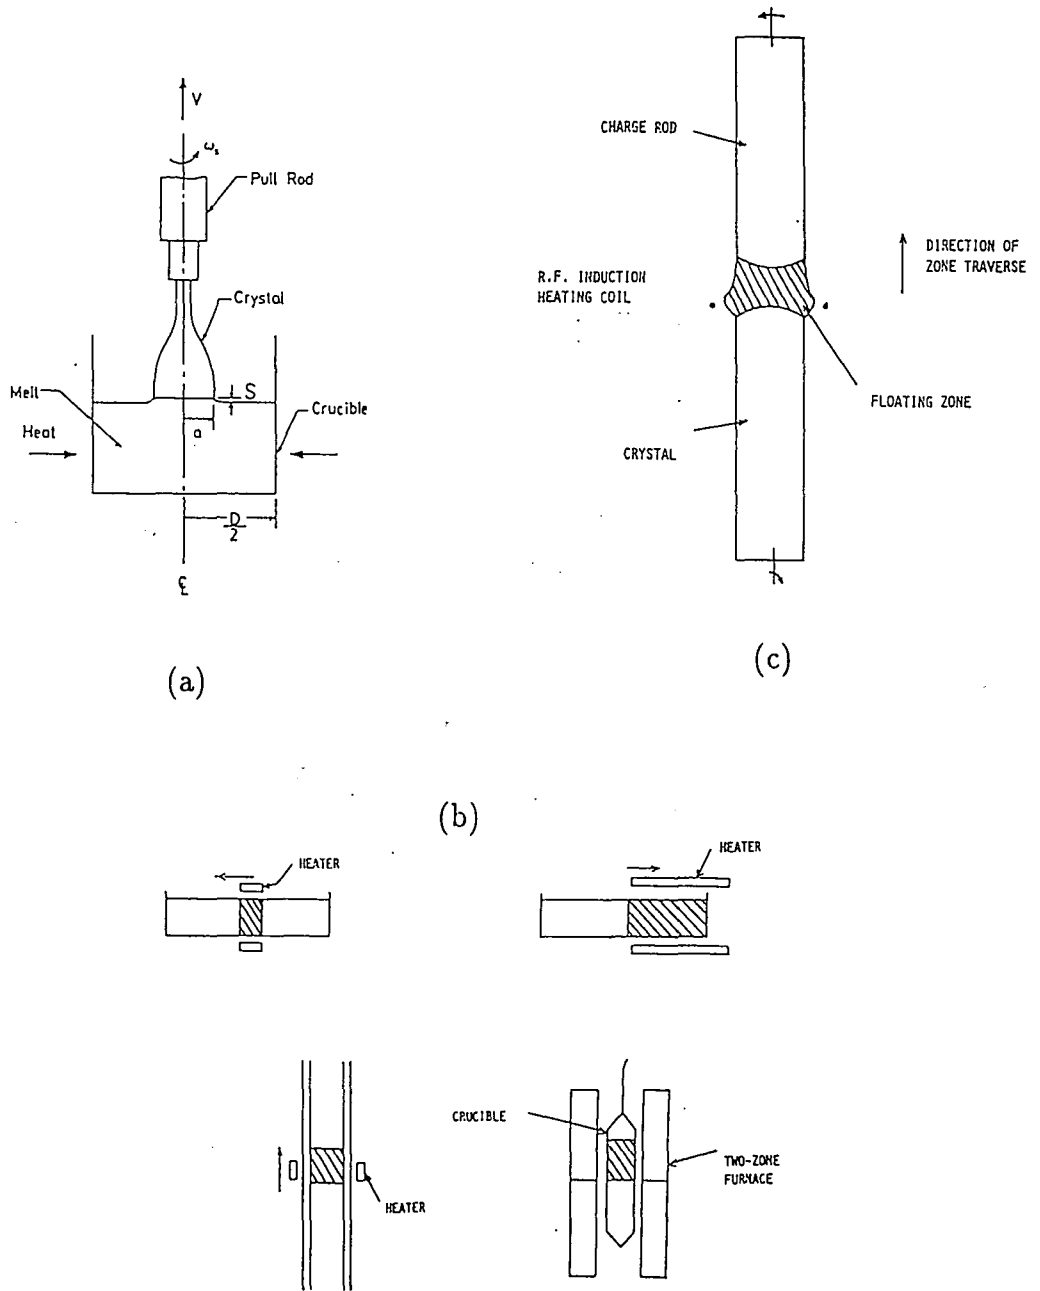 V
ωs
Pull Rod
Crystal
S
Melt
a
Crucible
Heat
D
2
℄
(a)
CHARGE ROD
DIRECTION OF
ZONE TRAVERSE
R.F. INDUCTION
HEATING COIL
FLOATING ZONE
CRYSTAL
(c)
(b)
HEATER
HEATER
CRUCIBLE
TWO-ZONE
FURNACE
HEATER